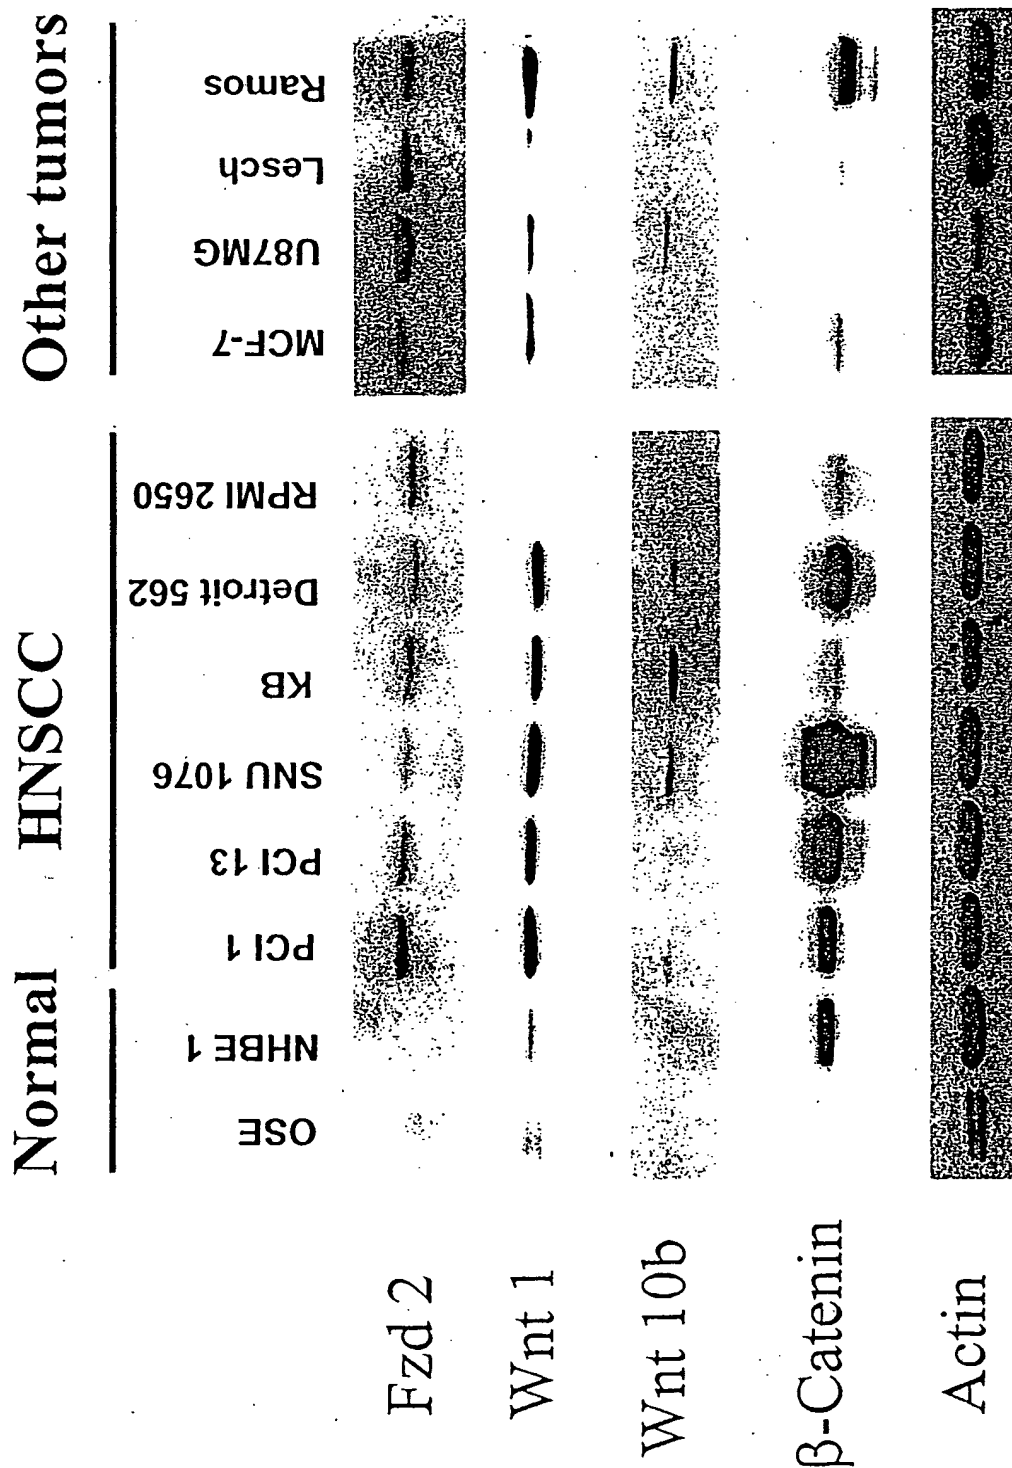 Normal HNSCC Other tumors
OSE NHBE 1 PCI 1 PCI 13 SNU 1076 KB Detroit 562 RPMI 2650 MCF-7 U87MG Lesch Ramos
Fzd 2
Wnt 1
Wnt 10b
β-Catenin
Actin